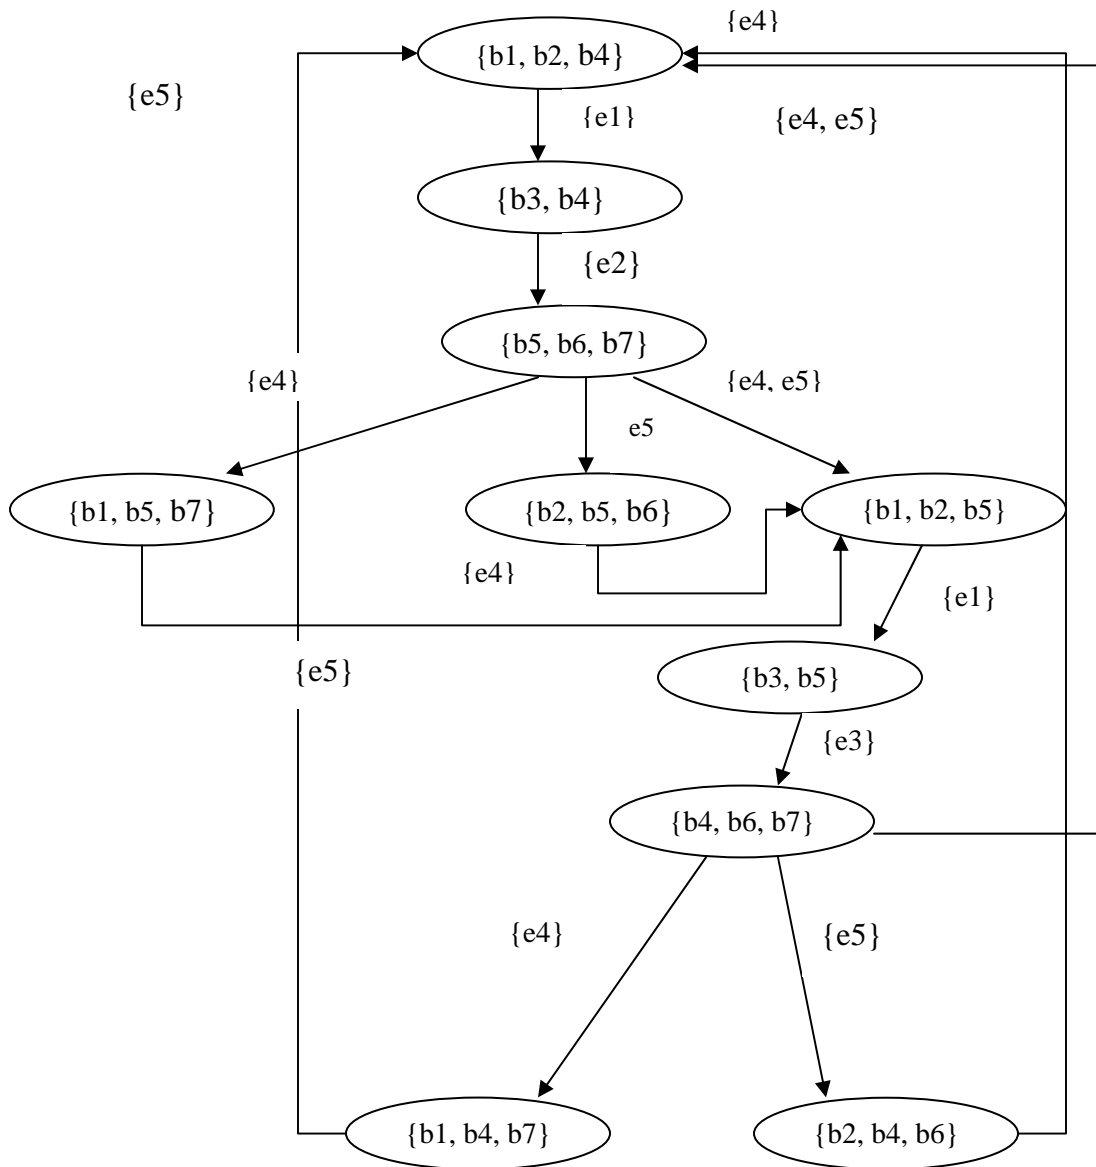 {e4}
{b1, b2, b4}
{e5}
{e1}
{e4, e5}
{b3, b4}
{e2}
{b5, b6, b7}
{e4}
{e4, e5}
e5
{b1, b5, b7}
{b2, b5, b6}
{b1, b2, b5}
{e4}
{e1}
{e5}
{b3, b5}
{e3}
{b4, b6, b7}
{e4}
{e5}
{b1, b4, b7}
{b2, b4, b6}